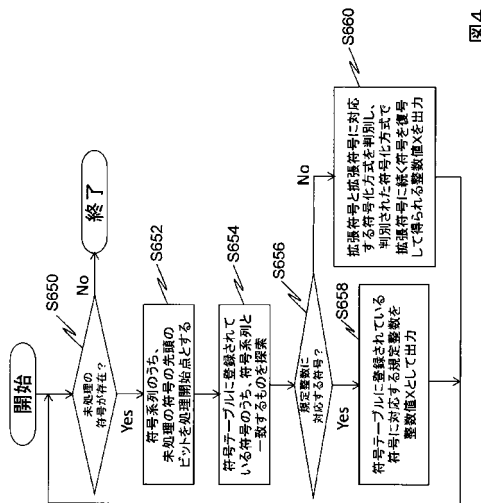 開始
S650
未処理の
符号が存在?
No
終了
Yes
S652
符号系列のうち、
未処理の符号の先頭の
ビットを処理開始点とする
S654
符号テーブルに登録されて
いる符号のうち、符号系列と
一致するものを探索
S656
規定整数に
対応する符号?
No
Yes
S658
符号テーブルに登録されている
符号に対応する規定整数を
整数値Xとして出力
S660
拡張符号と拡張符号に対応
する符号化方式を判別し、
判別された符号化方式で
拡張符号に続く符号を復号
して得られる整数値Xを出力
図4